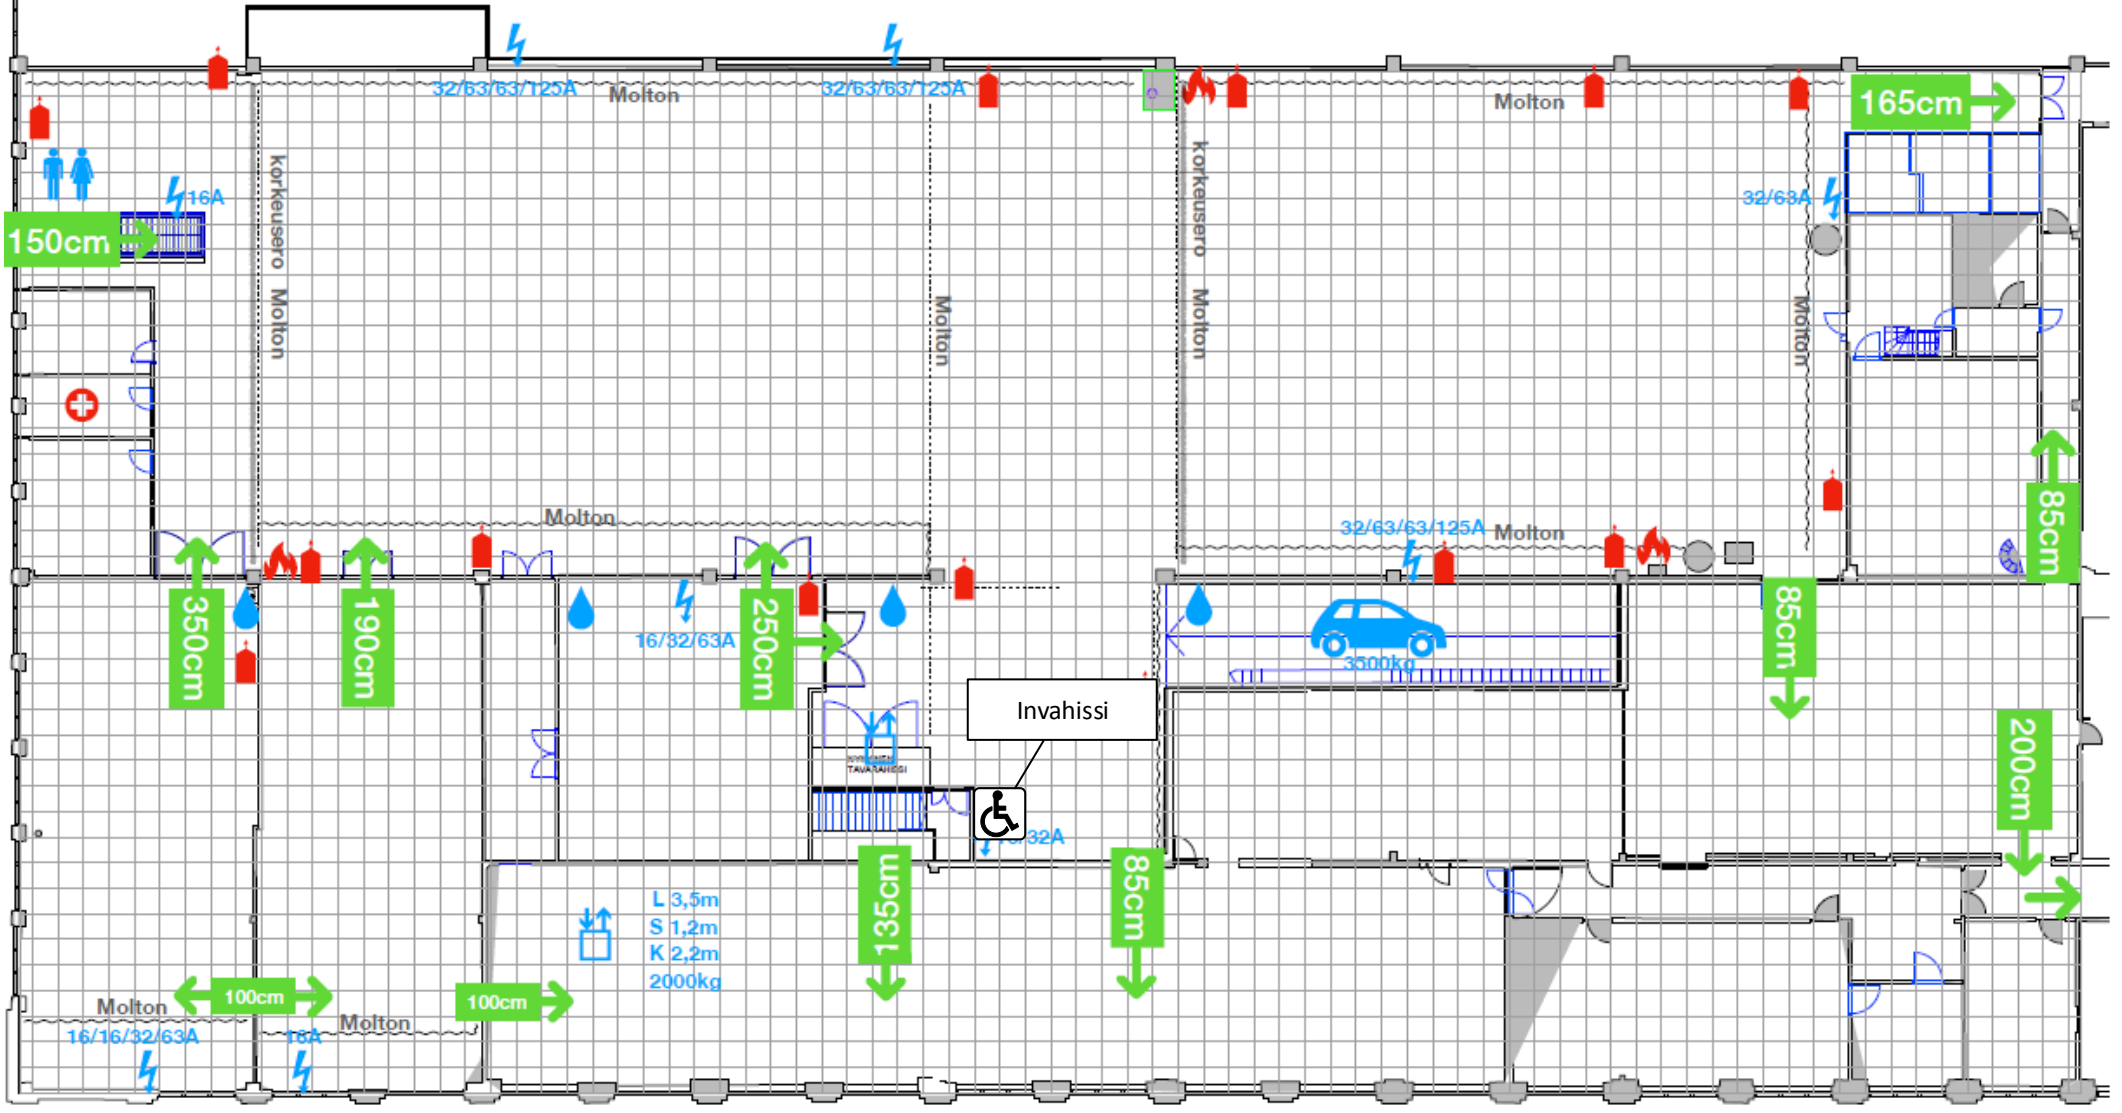 32/63/63/125A
Molton
32/63/63/125A
Molton
165cm
korkeusero Molton
korkeusero Molton
16A
32/63A
150cm
Molton
Molton
Molton
32/63/63/125A
Molton
85cm
350cm
190cm
16/32/63A
250cm
3500kg
85cm
Invahissi
TAVARAHISSI
200cm
32A
135cm
85cm
L 3,5m
S 1,2m
K 2,2m
2000kg
100cm
100cm
Molton
Molton
16/16/32/63A
16A